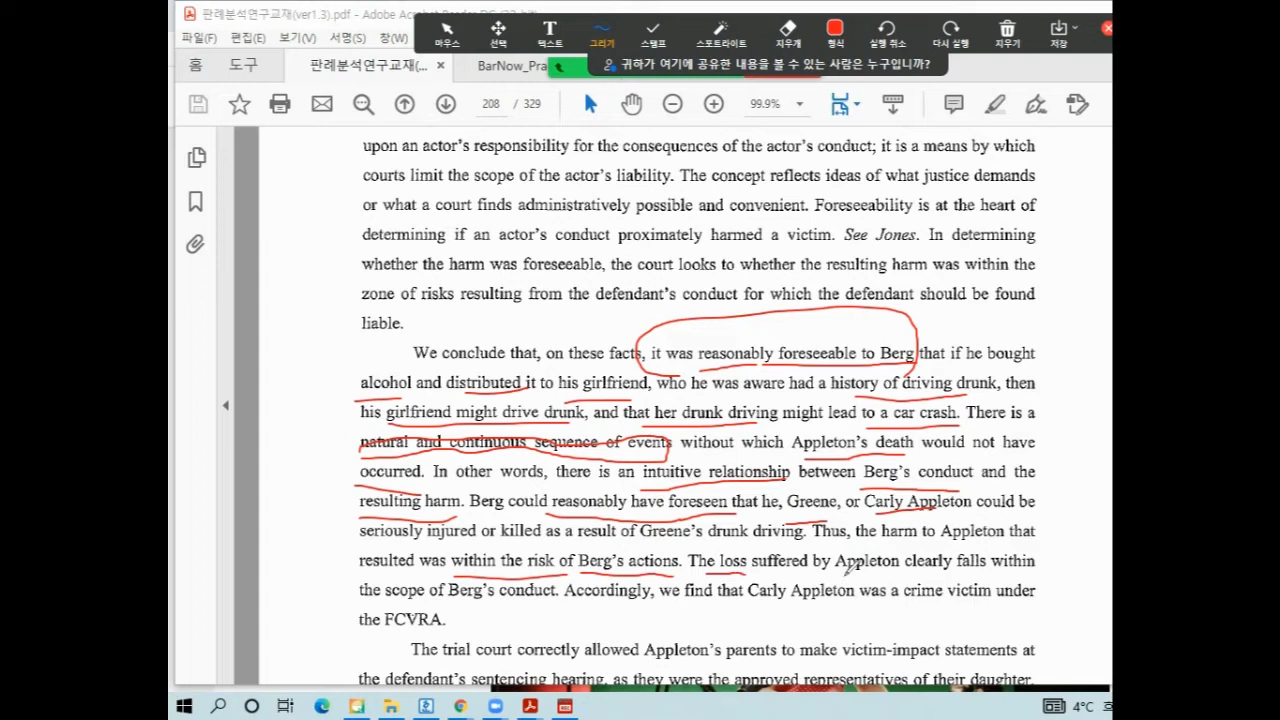 판례분석연구교재(ver1.3).pdf - Adobe Acrobat Reader DC (32-bit)
파일(F) 편집(E) 보기(V) 서명(S) 창(W)
마우스 선택 텍스트 그리기 스탬프 스포트라이트 지우개 형식 실행 취소 다시 실행 지우기 저장
홈 도구 판례분석연구교재(... × BarNow_Pra
귀하가 여기에 공유한 내용을 볼 수 있는 사람은 누구입니까?
208 / 329 99.9%
upon an actor's responsibility for the consequences of the actor's conduct; it is a means by which
courts limit the scope of the actor's liability. The concept reflects ideas of what justice demands
or what a court finds administratively possible and convenient. Foreseeability is at the heart of
determining if an actor's conduct proximately harmed a victim. See Jones. In determining
whether the harm was foreseeable, the court looks to whether the resulting harm was within the
zone of risks resulting from the defendant's conduct for which the defendant should be found
liable.
We conclude that, on these facts, it was reasonably foreseeable to Berg that if he bought
alcohol and distributed it to his girlfriend, who he was aware had a history of driving drunk, then
his girlfriend might drive drunk, and that her drunk driving might lead to a car crash. There is a
natural and continuous sequence of events without which Appleton's death would not have
occurred. In other words, there is an intuitive relationship between Berg's conduct and the
resulting harm. Berg could reasonably have foreseen that he, Greene, or Carly Appleton could be
seriously injured or killed as a result of Greene's drunk driving. Thus, the harm to Appleton that
resulted was within the risk of Berg's actions. The loss suffered by Appleton clearly falls within
the scope of Berg's conduct. Accordingly, we find that Carly Appleton was a crime victim under
the FCVRA.
The trial court correctly allowed Appleton's parents to make victim-impact statements at
the defendant's sentencing hearing, as they were the approved representatives of their daughter.
4°C